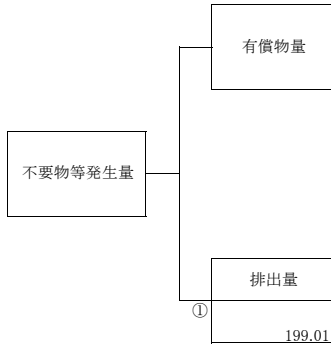 有償物量
不要物等発生量
排出量
①
199.01